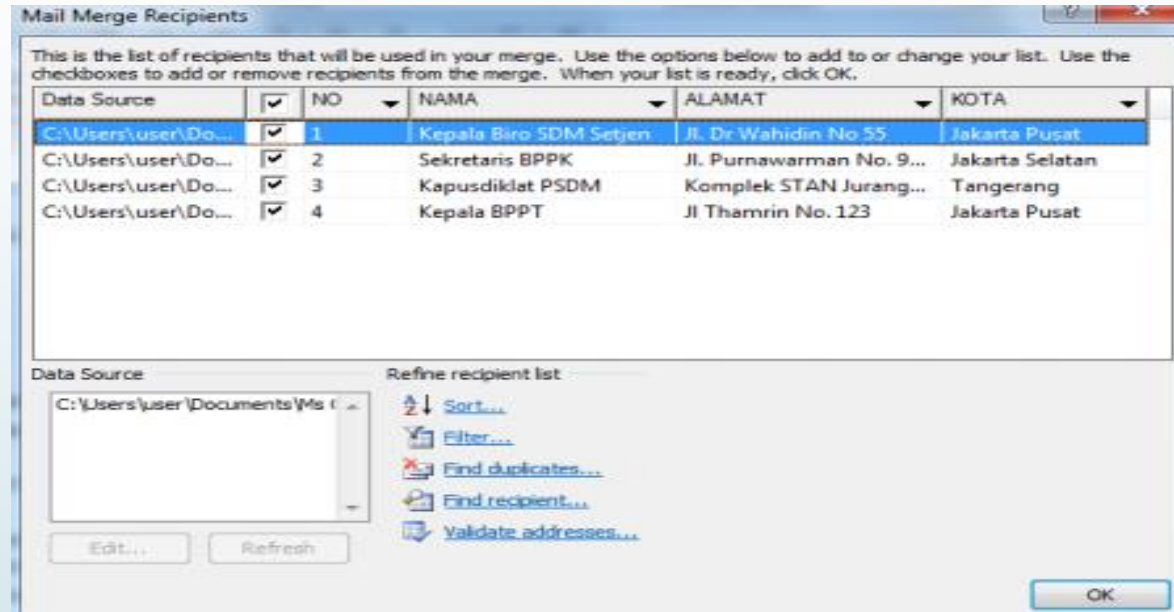 Mail Merge Recipients
This is the list of recipients that will be used in your merge. Use the options below to add to or change your list. Use the
checkboxes to add or remove recipients from the merge. When your list is ready, click OK.
Data Source NO NAMA ALAMAT KOTA
C:\Users\user\Do... 1 Kepala Biro SDM Setjen Jl. Dr Wahidin No 55 Jakarta Pusat
C:\Users\user\Do... 2 Sekretaris BPPK Jl. Purnawarman No. 9... Jakarta Selatan
C:\Users\user\Do... 3 Kapusdiklat PSDM Komplek STAN Jurang... Tangerang
C:\Users\user\Do... 4 Kepala BPPT Jl Thamrin No. 123 Jakarta Pusat
Data Source
C:\Users\user\Documents\Ms (
Edit...
Refresh
Refine recipient list
Sort...
Filter...
Find duplicates...
Find recipient...
Validate addresses...
OK